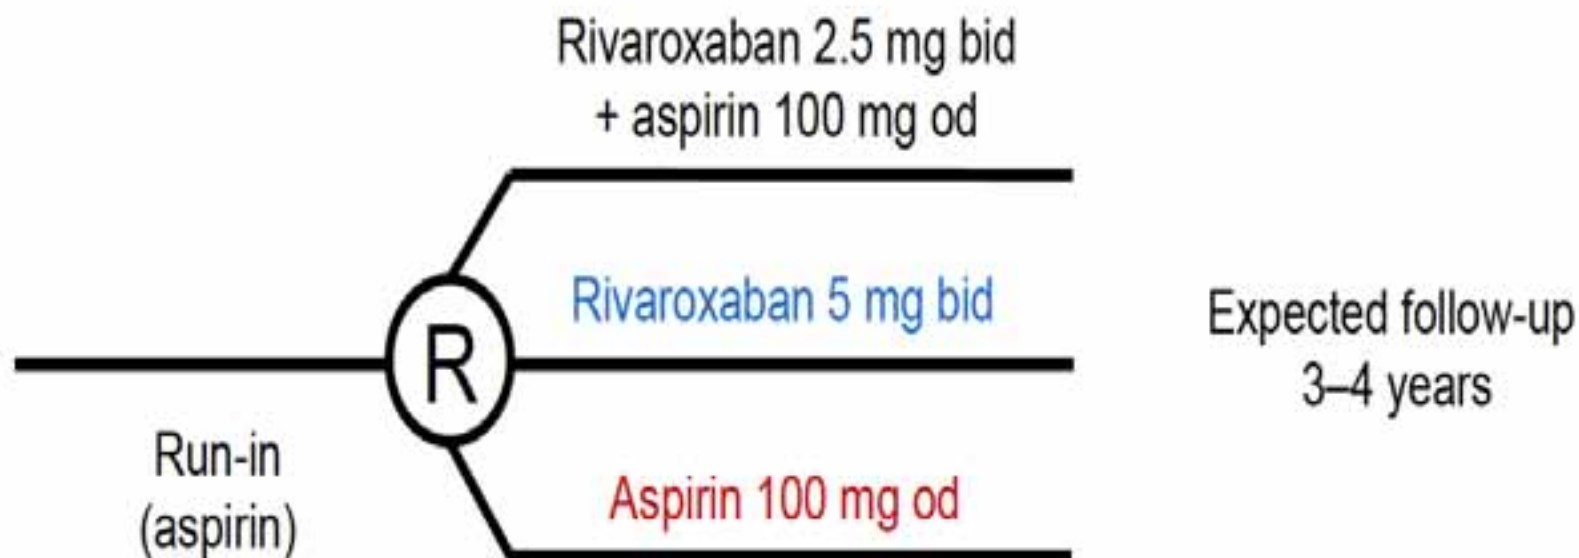 Rivaroxaban 2.5 mg bid
+ aspirin 100 mg od
Rivaroxaban 5 mg bid
R
Expected follow-up
3–4 years
Run-in
(aspirin)
Aspirin 100 mg od